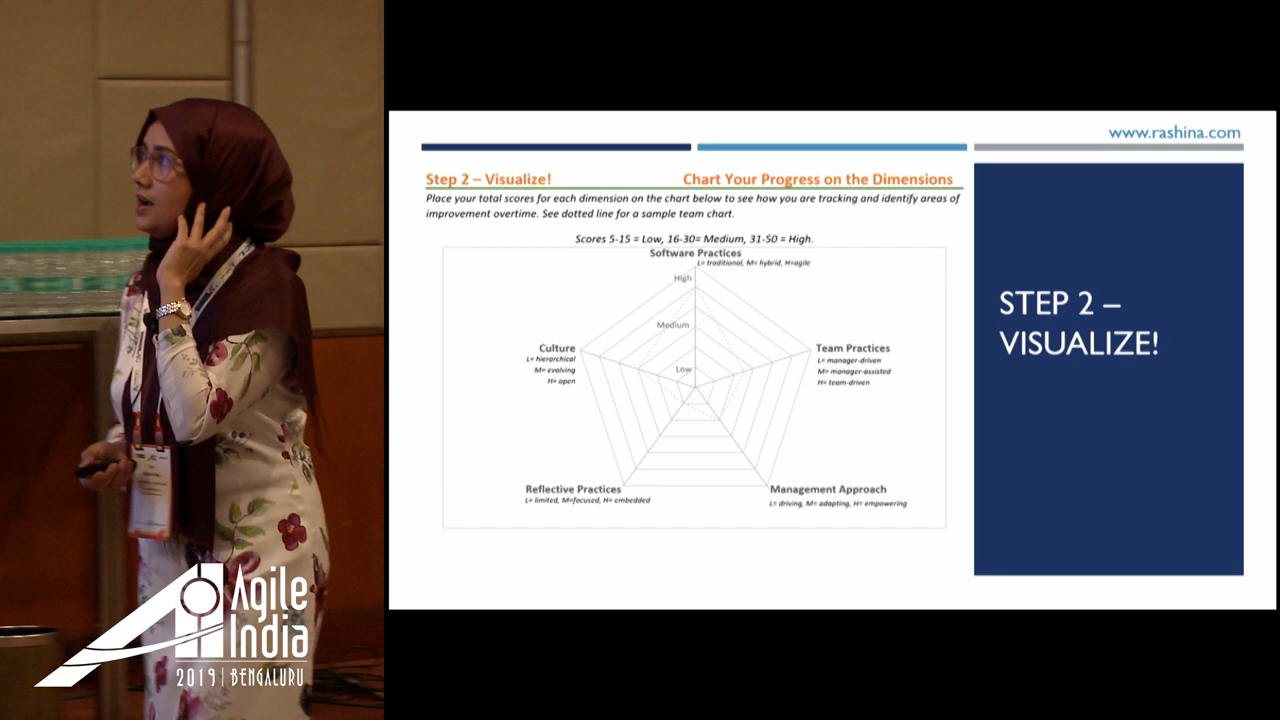 www.rashina.com
Step 2 – Visualize!
Chart Your Progress on the Dimensions
Place your total scores for each dimension on the chart below to see how you are tracking and identify areas of
improvement overtime. See dotted line for a sample team chart.
Scores 5-15 = Low, 16-30= Medium, 31-50 = High.
Software Practices
L= traditional, M= hybrid, H=agile
High
Medium
Low
Culture
L= hierarchical
M= evolving
H= open
Team Practices
L= manager-driven
M= manager-assisted
H= team-driven
Reflective Practices
L= limited, M=focused, H= embedded
Management Approach
L= driving, M= adapting, H= empowering
STEP 2 –
VISUALIZE!
Agile
India
2019 | BENGALURU